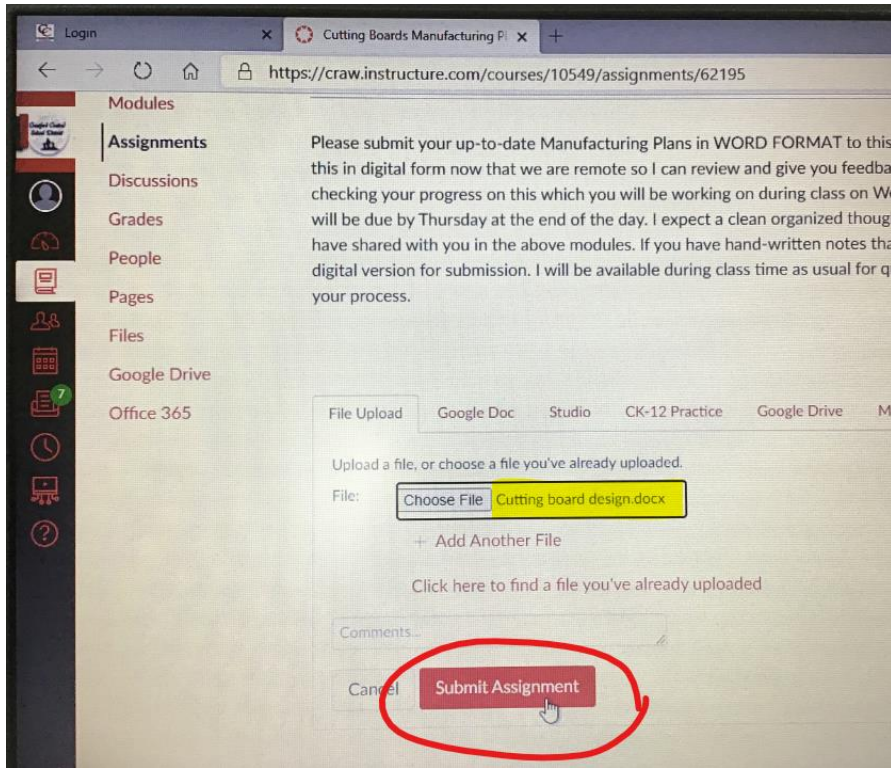 Login
Cutting Boards Manufacturing Pl
https://craw.instructure.com/courses/10549/assignments/62195
Modules
Assignments
Discussions
Grades
People
Pages
Files
Google Drive
Office 365
7
Please submit your up-to-date Manufacturing Plans in WORD FORMAT to this
this in digital form now that we are remote so I can review and give you feedba
checking your progress on this which you will be working on during class on We
will be due by Thursday at the end of the day. I expect a clean organized thoug
have shared with you in the above modules. If you have hand-written notes tha
digital version for submission. I will be available during class time as usual for q
your process.
File Upload Google Doc Studio CK-12 Practice Google Drive M
Upload a file, or choose a file you've already uploaded.
File: Choose File Cutting board design.docx
+ Add Another File
Click here to find a file you've already uploaded
Comments...
Cancel Submit Assignment